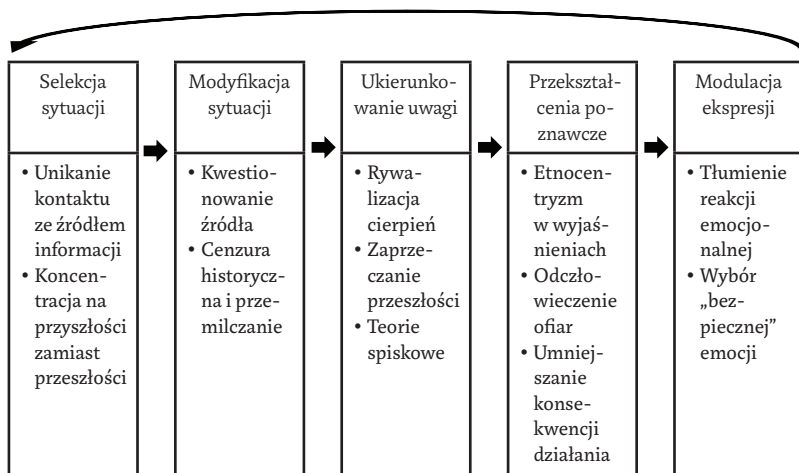 Selekcja
sytuacji
• Unikanie
kontaktu
ze źródłem
informacji
• Koncen-
tracja na
przyszłości
zamiast
przeszłości
Modyfikacja
sytuacji
• Kwestio-
nowanie
źródła
• Cenzura
historycz-
na i prze-
milczanie
Ukierunko-
wanie uwagi
• Rywa-
lizacja
cierpień
• Zaprze-
czanie
przeszłości
• Teorie
spiskowe
Przekształ-
cenia po-
znawcze
• Etnocen-
tryzm
w wyjaś-
nieniach
• Odczło-
wieczenie
ofiar
• Umniej-
szanie
konse-
kwencji
działania
Modulacja
ekspresji
• Tłumienie
reakcji
emocjo-
nalnej
• Wybór
„bez-
piecznej”
emocji